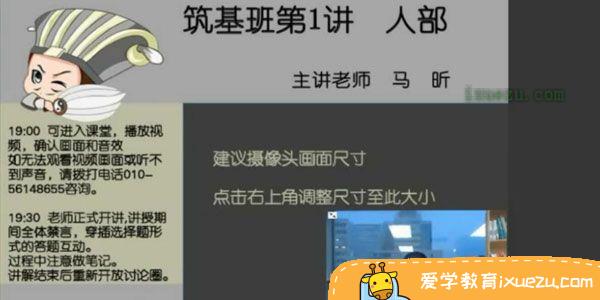 筑基班第1讲 人部
主讲老师 马 昕
ixuezu.com
19:00 可进入课堂，播放视
频，确认画面和音效
如无法观看视频画面或听不
到声音，请拨打电话010-
56148655咨询。
19:30 老师正式开讲,讲授期
间全体禁言，穿插选择题形
式的答题互动。
过程中注意做笔记。
讲解结束后重新开放讨论圈。
建议摄像头画面尺寸
点击右上角调整尺寸至此大小
爱学教育ixuezu.com